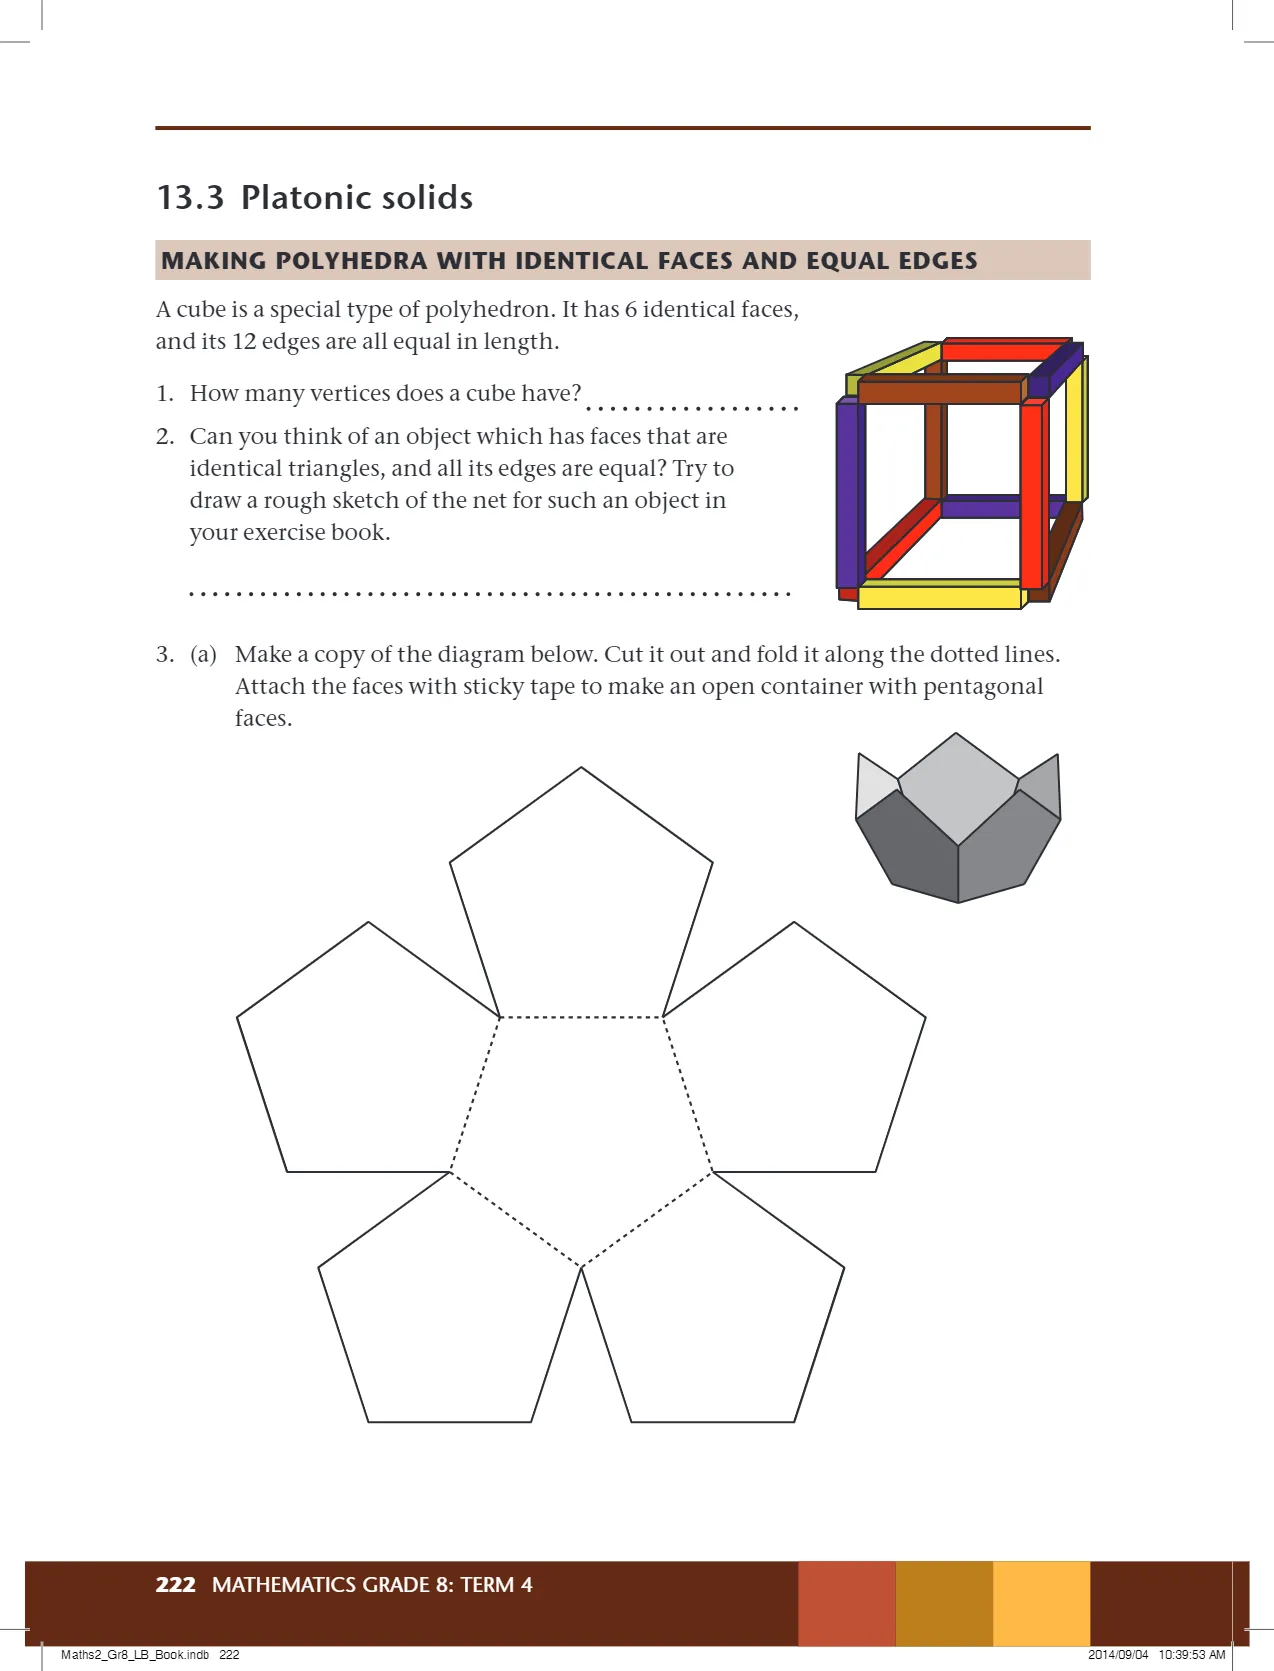 13.3 Platonic solids
MAKING POLYHEDRA WITH IDENTICAL FACES AND EQUAL EDGES
A cube is a special type of polyhedron. It has 6 identical faces,
and its 12 edges are all equal in length.
1. How many vertices does a cube have? ..................
2. Can you think of an object which has faces that are
identical triangles, and all its edges are equal? Try to
draw a rough sketch of the net for such an object in
your exercise book.
...................................................
3. (a) Make a copy of the diagram below. Cut it out and fold it along the dotted lines.
Attach the faces with sticky tape to make an open container with pentagonal
faces.
222 MATHEMATICS GRADE 8: TERM 4
Maths2_Gr8_LB_Book.indb 222
2014/09/04 10:39:53 AM